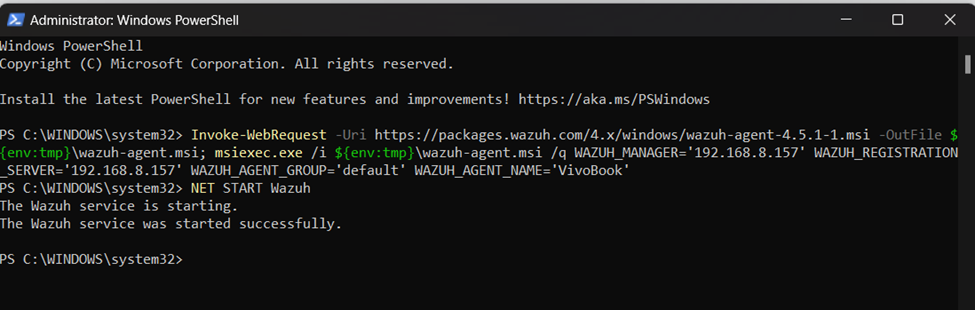 Administrator: Windows PowerShell
Windows PowerShell
Copyright (C) Microsoft Corporation. All rights reserved.
Install the latest PowerShell for new features and improvements! https://aka.ms/PSWindows
PS C:\WINDOWS\system32> Invoke-WebRequest -Uri https://packages.wazuh.com/4.x/windows/wazuh-agent-4.5.1-1.msi -OutFile $
{env:tmp}\wazuh-agent.msi; msiexec.exe /i ${env:tmp}\wazuh-agent.msi /q WAZUH_MANAGER='192.168.8.157' WAZUH_REGISTRATION
_SERVER='192.168.8.157' WAZUH_AGENT_GROUP='default' WAZUH_AGENT_NAME='VivoBook'
PS C:\WINDOWS\system32> NET START Wazuh
The Wazuh service is starting.
The Wazuh service was started successfully.
PS C:\WINDOWS\system32>